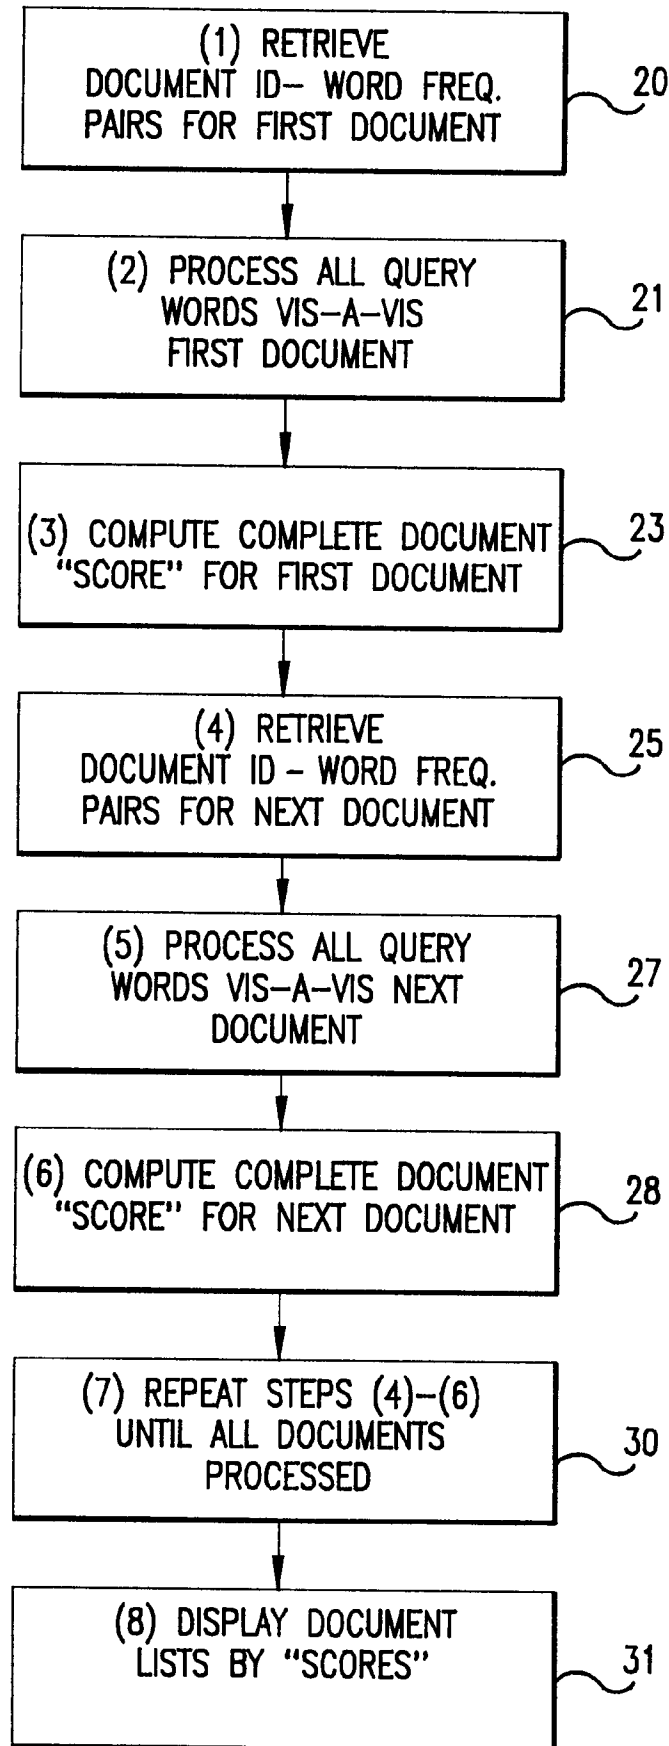 (1) RETRIEVE
DOCUMENT ID- WORD FREQ.
PAIRS FOR FIRST DOCUMENT
20
(2) PROCESS ALL QUERY
WORDS VIS-A-VIS
FIRST DOCUMENT
21
(3) COMPUTE COMPLETE DOCUMENT
"SCORE" FOR FIRST DOCUMENT
23
(4) RETRIEVE
DOCUMENT ID - WORD FREQ.
PAIRS FOR NEXT DOCUMENT
25
(5) PROCESS ALL QUERY
WORDS VIS-A-VIS NEXT
DOCUMENT
27
(6) COMPUTE COMPLETE DOCUMENT
"SCORE" FOR NEXT DOCUMENT
28
(7) REPEAT STEPS (4)-(6)
UNTIL ALL DOCUMENTS
PROCESSED
30
(8) DISPLAY DOCUMENT
LISTS BY "SCORES"
31